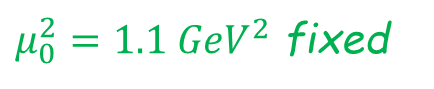 μ₀² = 1.1 GeV² fixed